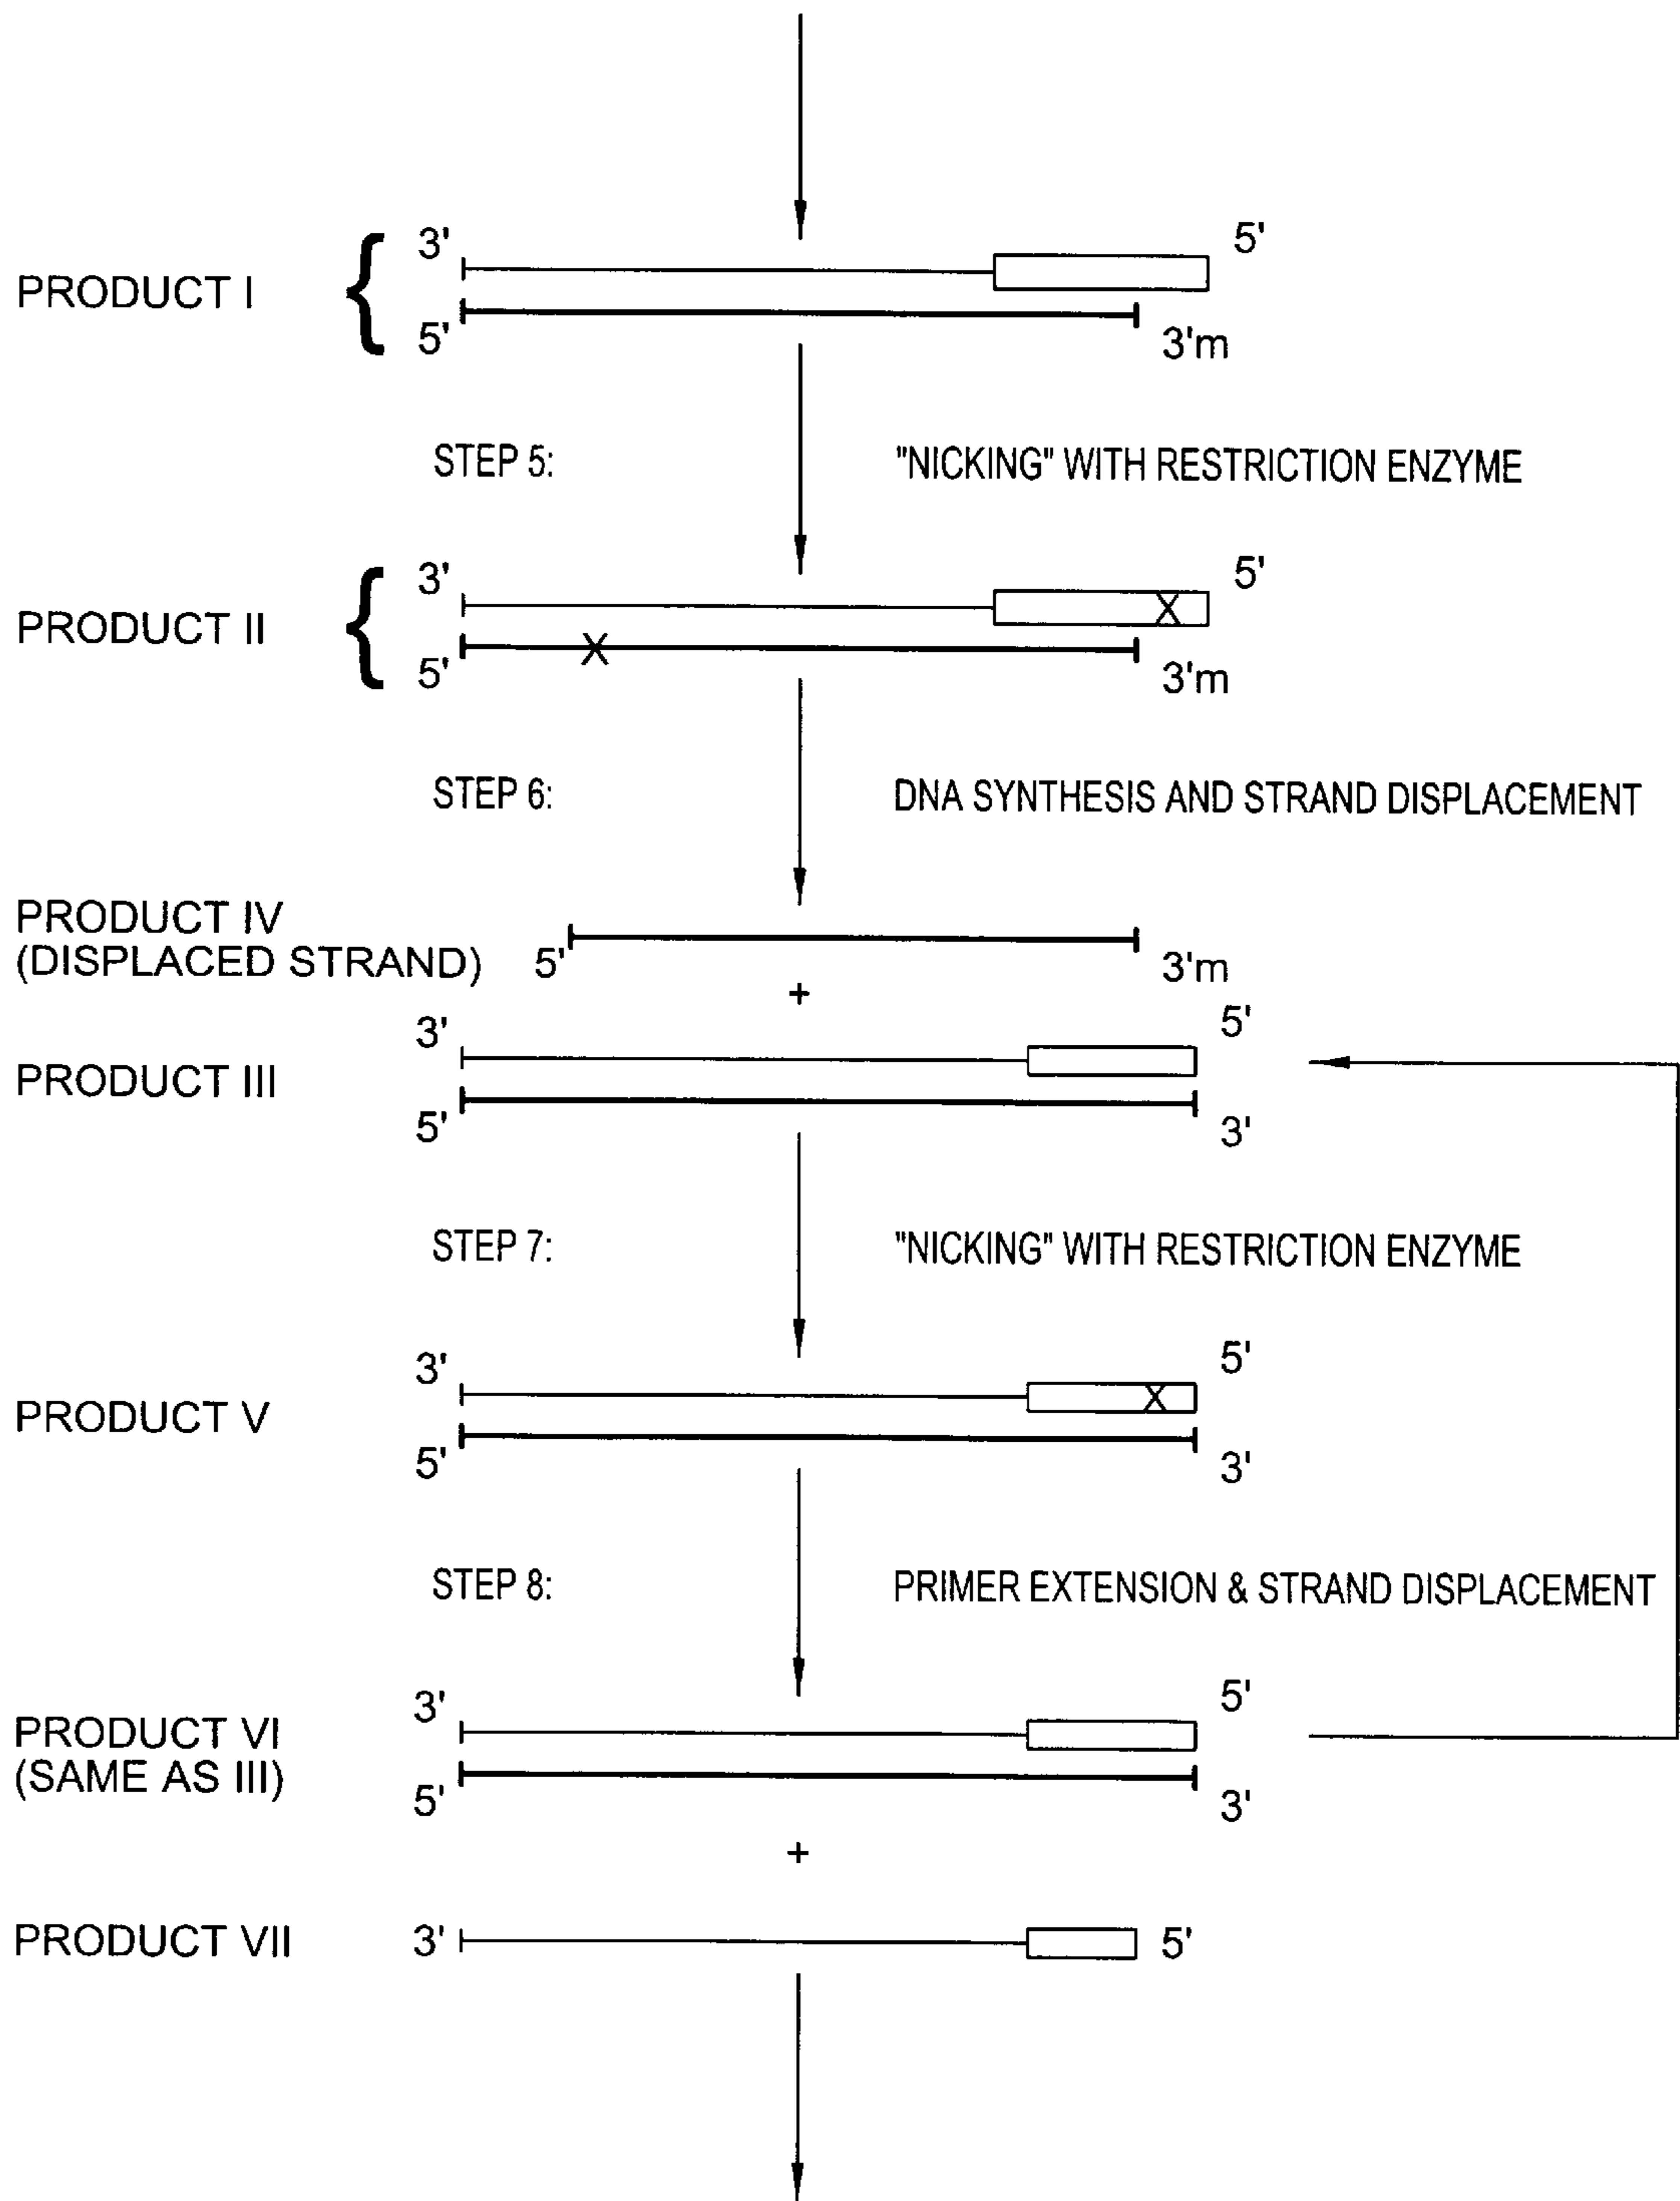 3' 5'
PRODUCT I {
5' 3'm
STEP 5: "NICKING" WITH RESTRICTION ENZYME
3' 5'
X
PRODUCT II {
X
5' 3'm
STEP 6: DNA SYNTHESIS AND STRAND DISPLACEMENT
PRODUCT IV
(DISPLACED STRAND) 5' 3'm
+
3' 5'
PRODUCT III
5' 3'
STEP 7: "NICKING" WITH RESTRICTION ENZYME
3' 5'
X
PRODUCT V
5' 3'
STEP 8: PRIMER EXTENSION & STRAND DISPLACEMENT
3' 5'
PRODUCT VI
(SAME AS III)
5' 3'
+
PRODUCT VII 3' 5'